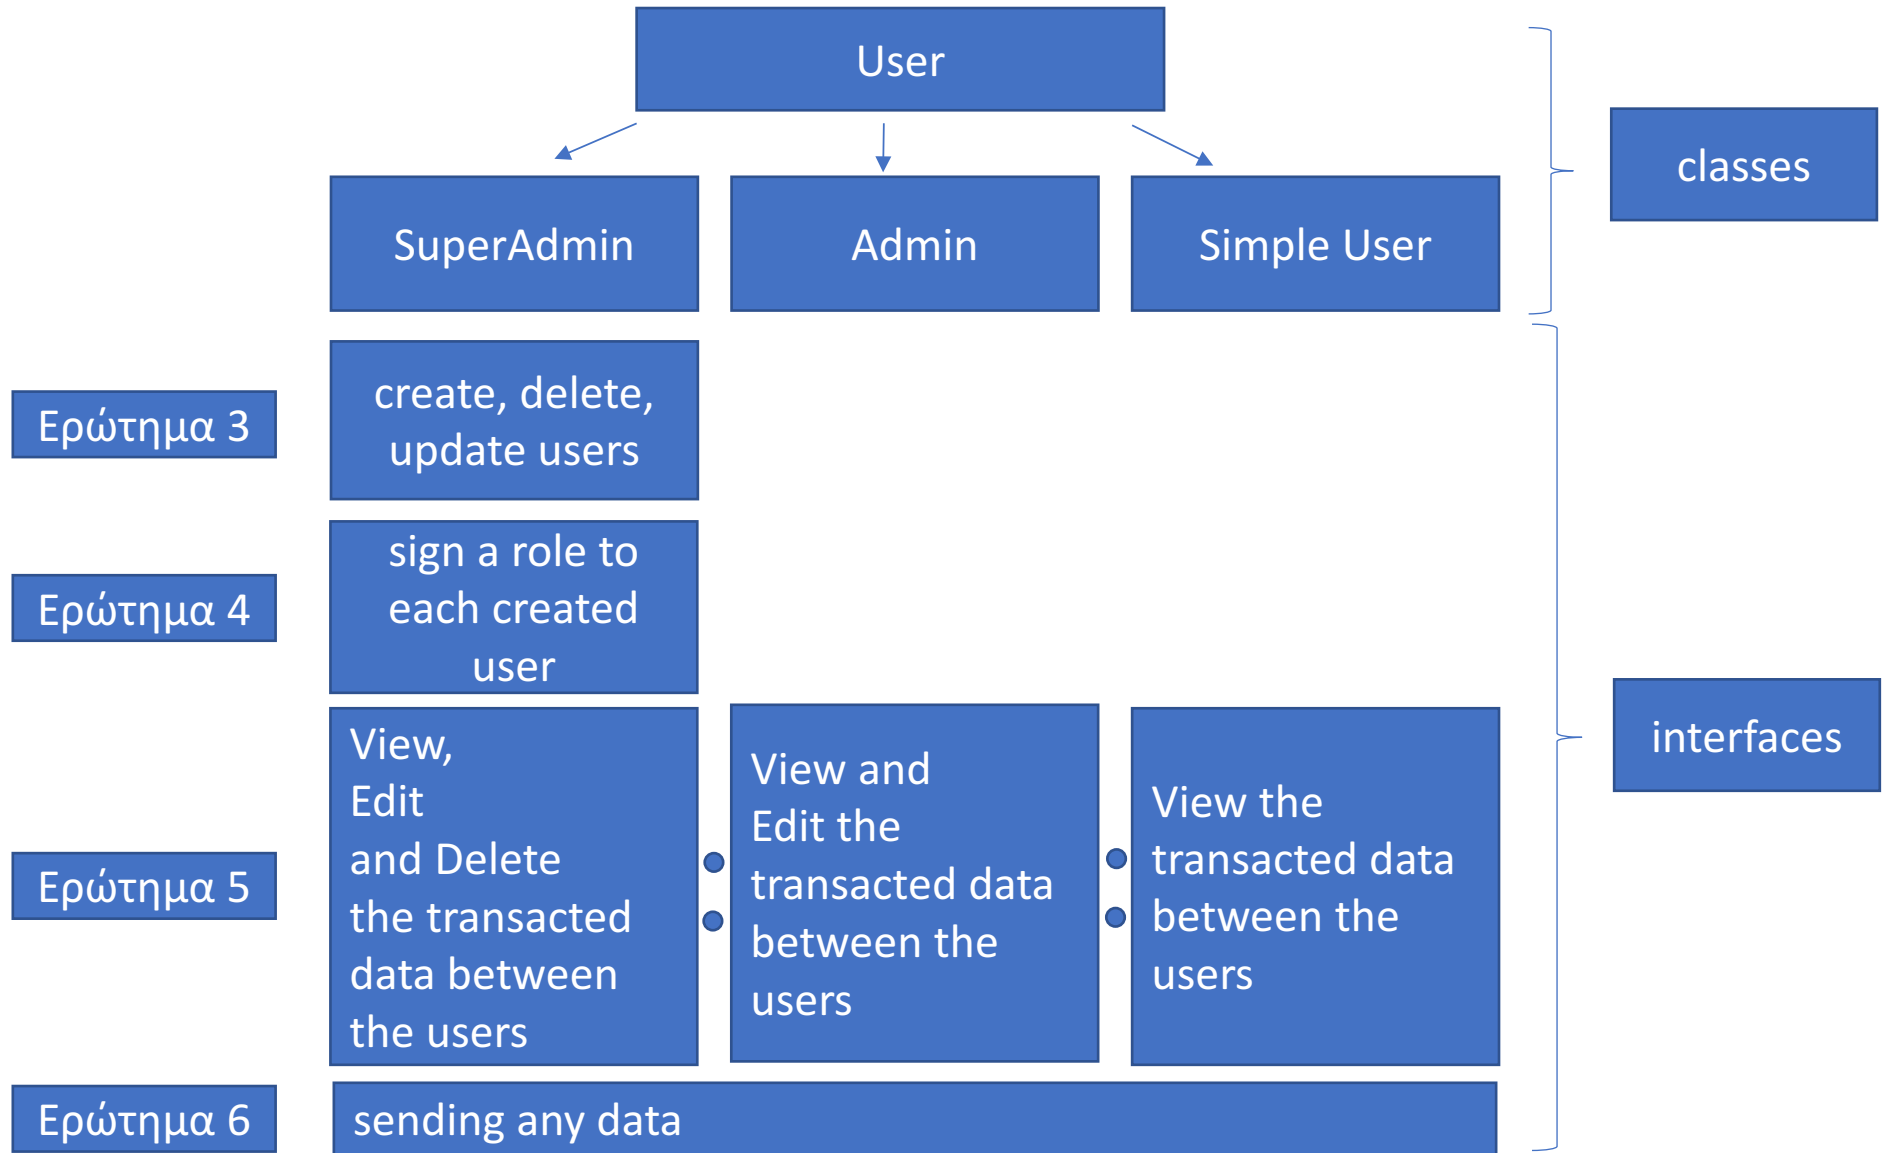 User
classes
SuperAdmin
Admin
Simple User
Ερώτημα 3
create, delete,
update users
Ερώτημα 4
sign a role to
each created
user
interfaces
Ερώτημα 5
View,
Edit
and Delete
the transacted
data between
the users
View and
Edit the
transacted data
between the
users
View the
transacted data
between the
users
Ερώτημα 6
sending any data